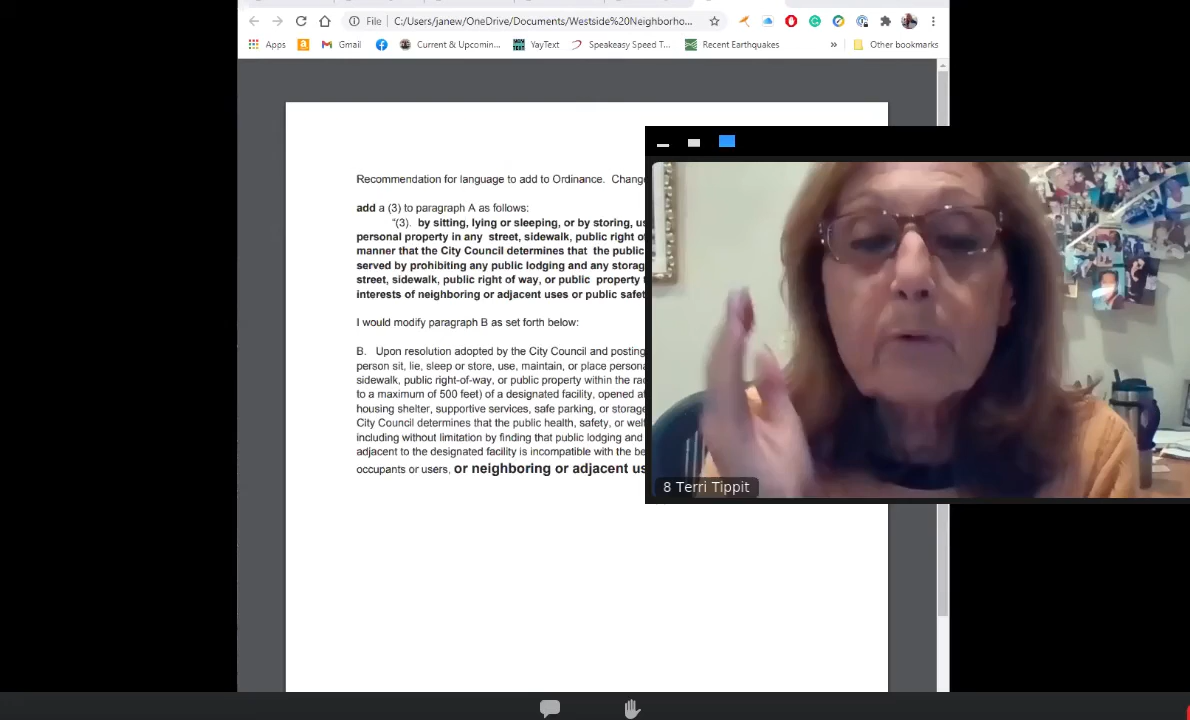 File C:/Users/janew/OneDrive/Documents/Westside%20Neighborho...
Apps Gmail Current & Upcomin... YayText Speakeasy Speed T... Recent Earthquakes » Other bookmarks
Recommendation for language to add to Ordinance. Chang
add a (3) to paragraph A as follows:
"(3). by sitting, lying or sleeping, or by storing, us
personal property in any street, sidewalk, public right of
manner that the City Council determines that the public
served by prohibiting any public lodging and any storag
street, sidewalk, public right of way, or public property
interests of neighboring or adjacent uses or public safet
I would modify paragraph B as set forth below:
B. Upon resolution adopted by the City Council and posting
person sit, lie, sleep or store, use, maintain, or place persona
sidewalk, public right-of-way, or public property within the rad
to a maximum of 500 feet) of a designated facility, opened af
housing shelter, supportive services, safe parking, or storage
City Council determines that the public health, safety, or welf
including without limitation by finding that public lodging and
adjacent to the designated facility is incompatible with the be
occupants or users, or neighboring or adjacent us
8 Terri Tippit